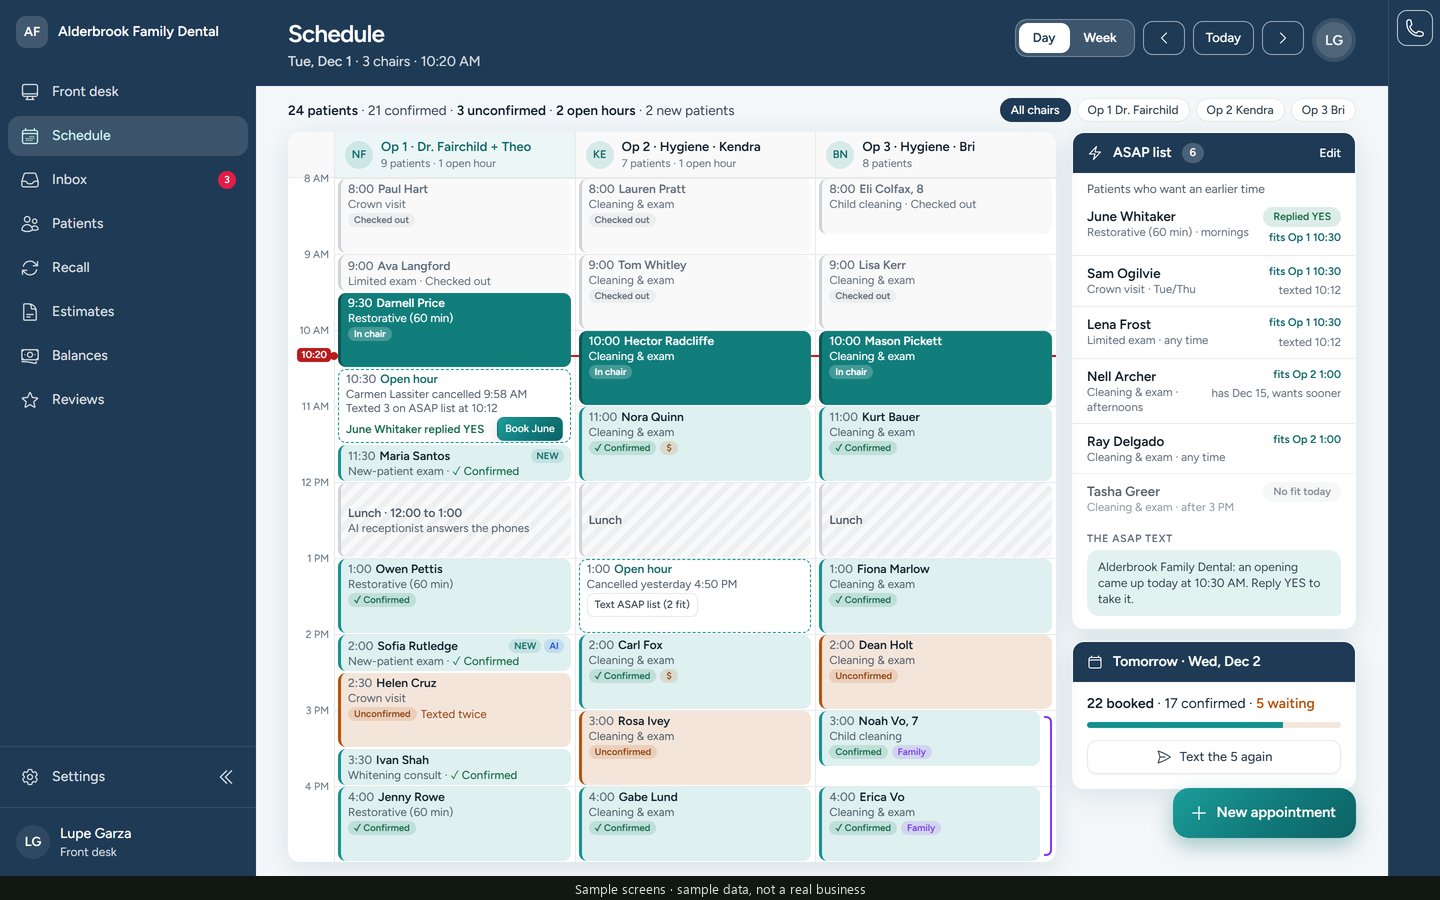 AF Alderbrook Family Dental
Front desk
Schedule
Inbox 3
Patients
Recall
Estimates
Balances
Reviews
Settings
LG Lupe Garza
Front desk
Schedule
Tue, Dec 1 · 3 chairs · 10:20 AM
Day Week Today LG
24 patients · 21 confirmed · 3 unconfirmed · 2 open hours · 2 new patients
All chairs Op 1 Dr. Fairchild Op 2 Kendra Op 3 Bri
NF Op 1 · Dr. Fairchild + Theo
9 patients · 1 open hour
KE Op 2 · Hygiene · Kendra
7 patients · 1 open hour
BN Op 3 · Hygiene · Bri
8 patients
8 AM
9 AM
10 AM
10:20
11 AM
12 PM
1 PM
2 PM
3 PM
4 PM
8:00 Paul Hart
Crown visit
Checked out
9:00 Ava Langford
Limited exam · Checked out
9:30 Darnell Price
Restorative (60 min)
In chair
10:30 Open hour
Carmen Lassiter cancelled 9:58 AM
Texted 3 on ASAP list at 10:12
June Whitaker replied YES Book June
11:30 Maria Santos NEW
New-patient exam · ✓ Confirmed
Lunch · 12:00 to 1:00
AI receptionist answers the phones
1:00 Owen Pettis
Restorative (60 min)
✓ Confirmed
2:00 Sofia Rutledge NEW AI
New-patient exam · ✓ Confirmed
2:30 Helen Cruz
Crown visit
Unconfirmed Texted twice
3:30 Ivan Shah
Whitening consult · ✓ Confirmed
4:00 Jenny Rowe
Restorative (60 min)
✓ Confirmed
8:00 Lauren Pratt
Cleaning & exam
Checked out
9:00 Tom Whitley
Cleaning & exam
Checked out
10:00 Hector Radcliffe
Cleaning & exam
In chair
11:00 Nora Quinn
Cleaning & exam
✓ Confirmed $
Lunch
1:00 Open hour
Cancelled yesterday 4:50 PM
Text ASAP list (2 fit)
2:00 Carl Fox
Cleaning & exam
✓ Confirmed $
3:00 Rosa Ivey
Cleaning & exam
Unconfirmed
4:00 Gabe Lund
Cleaning & exam
✓ Confirmed
8:00 Eli Colfax, 8
Child cleaning · Checked out
9:00 Lisa Kerr
Cleaning & exam
Checked out
10:00 Mason Pickett
Cleaning & exam
In chair
11:00 Kurt Bauer
Cleaning & exam
✓ Confirmed
Lunch
1:00 Fiona Marlow
Cleaning & exam
✓ Confirmed
2:00 Dean Holt
Cleaning & exam
Unconfirmed
3:00 Noah Vo, 7
Child cleaning
Confirmed Family
4:00 Erica Vo
Cleaning & exam
✓ Confirmed Family
ASAP list 6 Edit
Patients who want an earlier time
June Whitaker Replied YES
Restorative (60 min) · mornings fits Op 1 10:30
Sam Ogilvie fits Op 1 10:30
Crown visit · Tue/Thu texted 10:12
Lena Frost fits Op 1 10:30
Limited exam · any time texted 10:12
Nell Archer fits Op 2 1:00
Cleaning & exam · has Dec 15, wants sooner
afternoons
Ray Delgado fits Op 2 1:00
Cleaning & exam · any time
Tasha Greer No fit today
Cleaning & exam · after 3 PM
THE ASAP TEXT
Alderbrook Family Dental: an opening
came up today at 10:30 AM. Reply YES to
take it.
Tomorrow · Wed, Dec 2
22 booked · 17 confirmed · 5 waiting
Text the 5 again
+ New appointment
Sample screens · sample data, not a real business